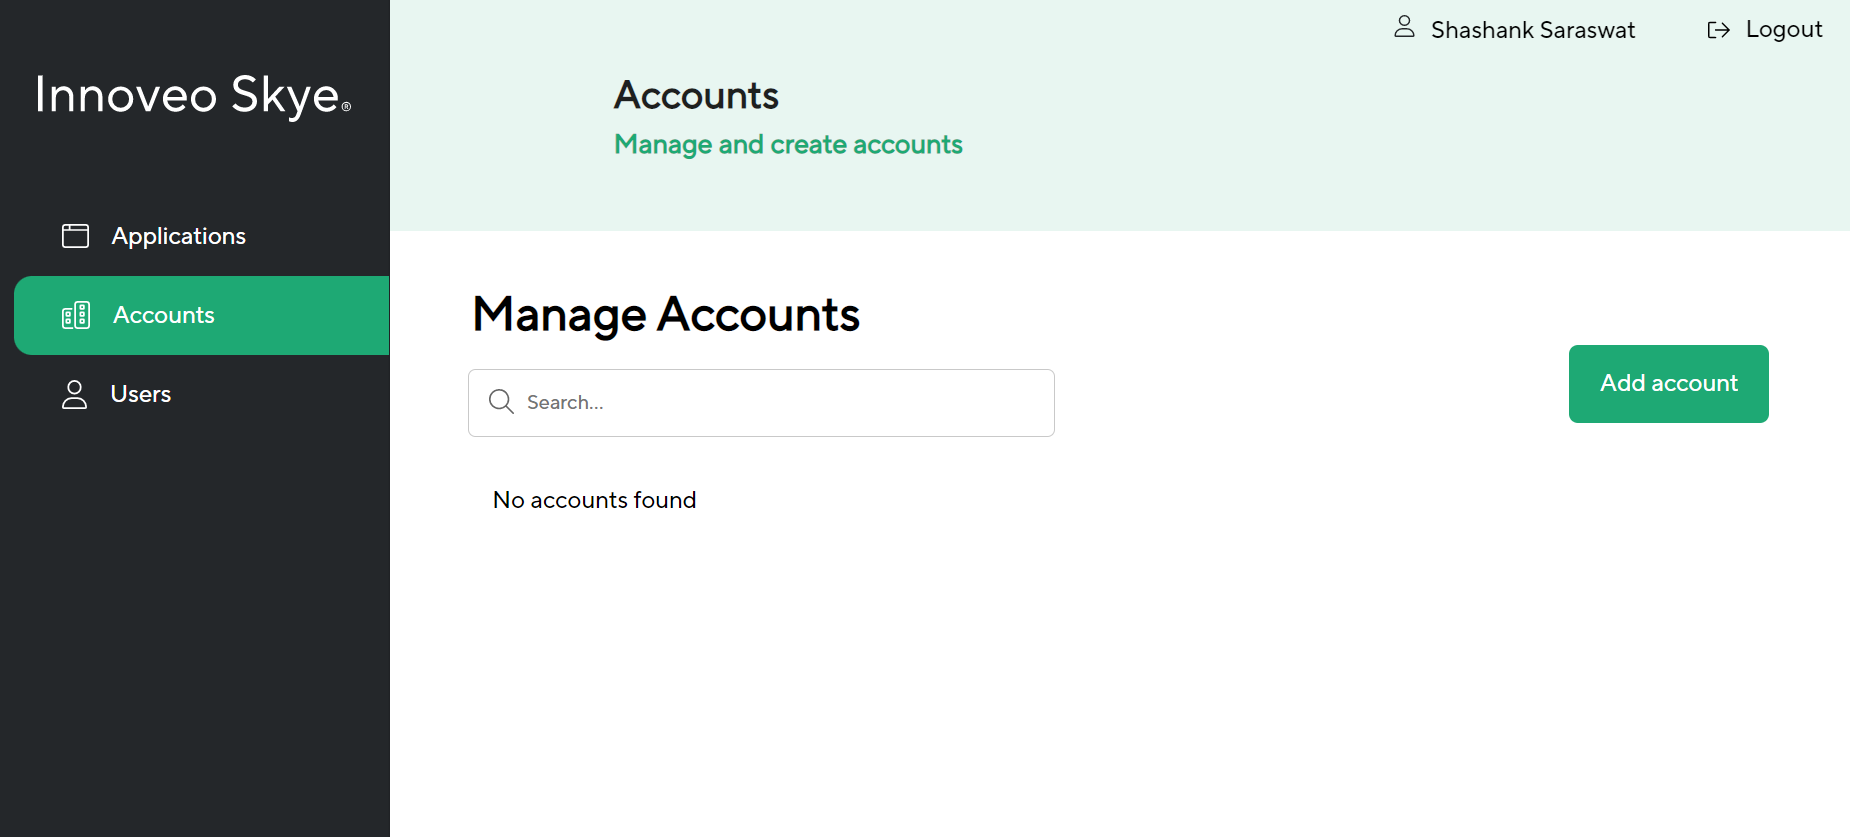 Innoveo Skye®
Applications
Accounts
Users
Shashank Saraswat
Logout
Accounts
Manage and create accounts
Manage Accounts
Search...
Add account
No accounts found